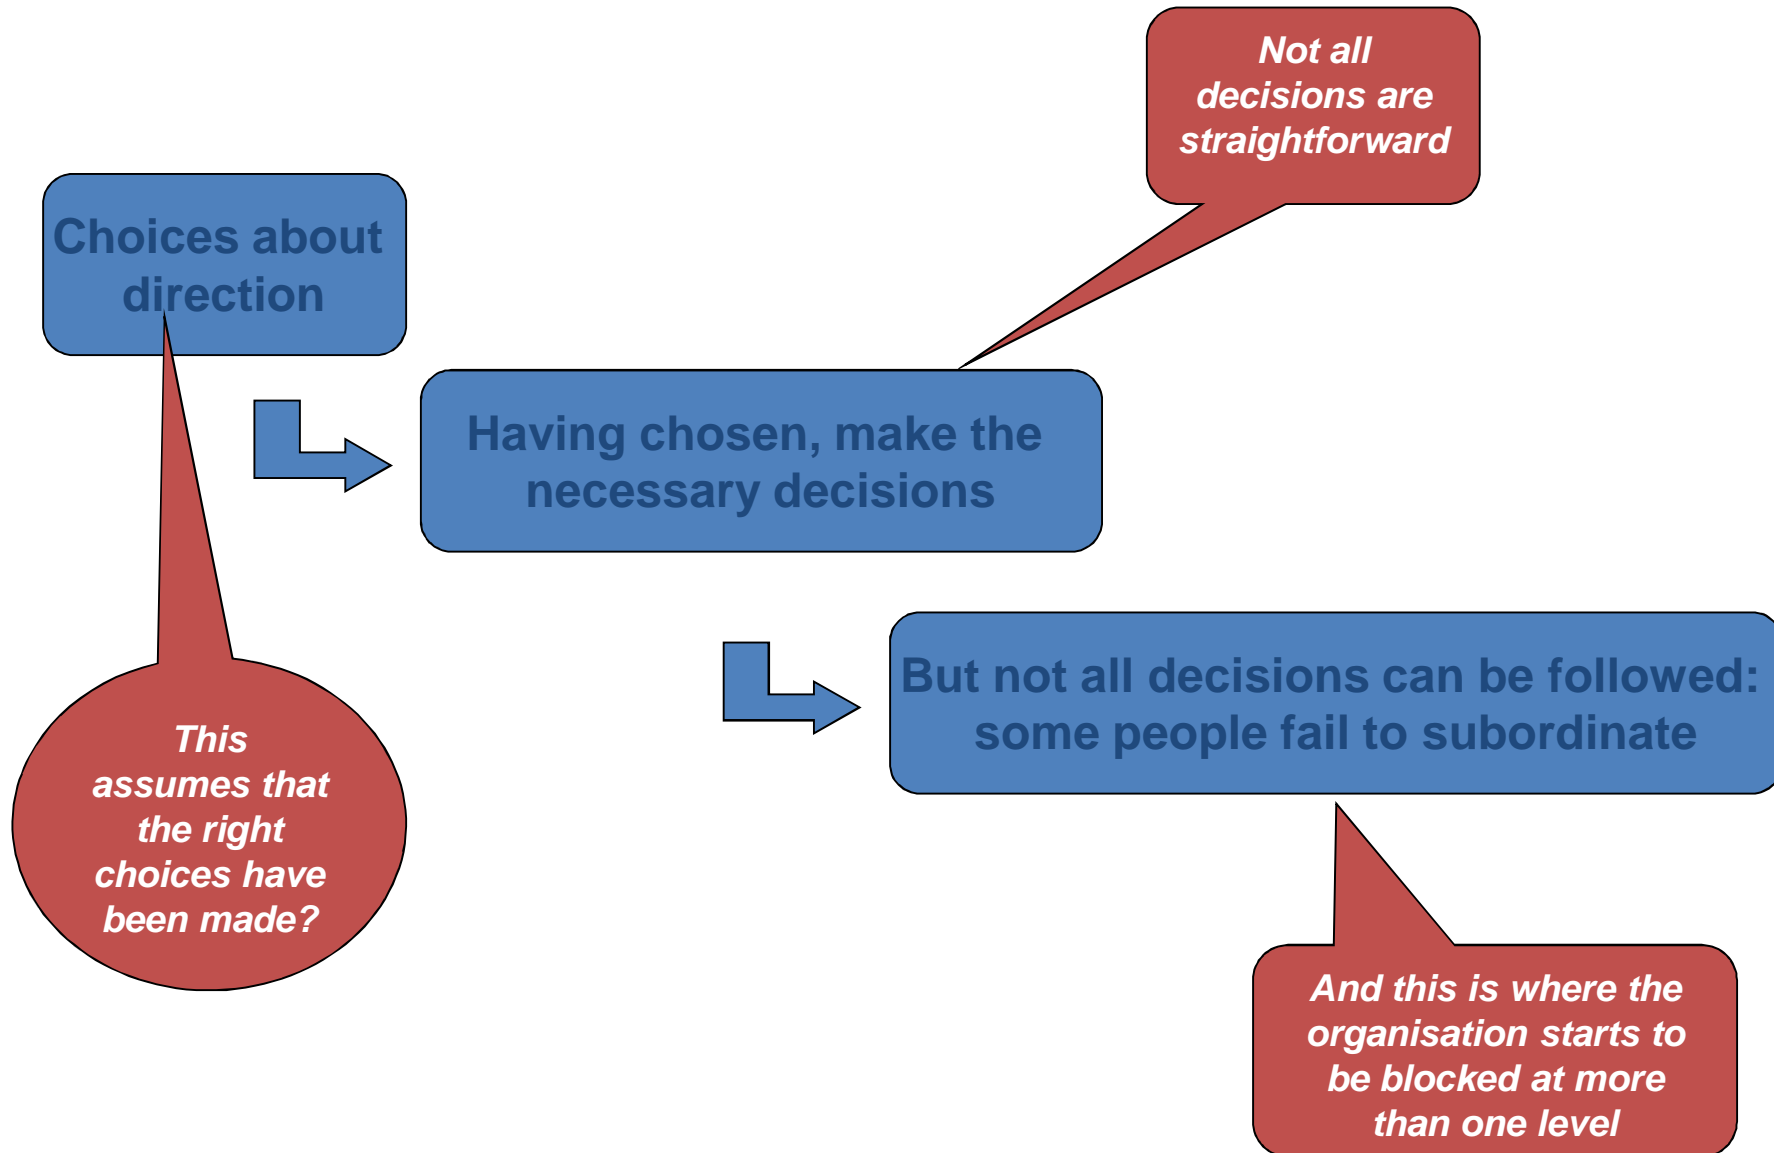 Not all
decisions are
straightforward
Choices about
direction
Having chosen, make the
necessary decisions
But not all decisions can be followed:
some people fail to subordinate
This
assumes that
the right
choices have
been made?
And this is where the
organisation starts to
be blocked at more
than one level